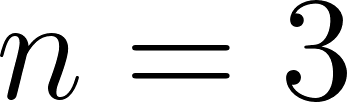 n = 3